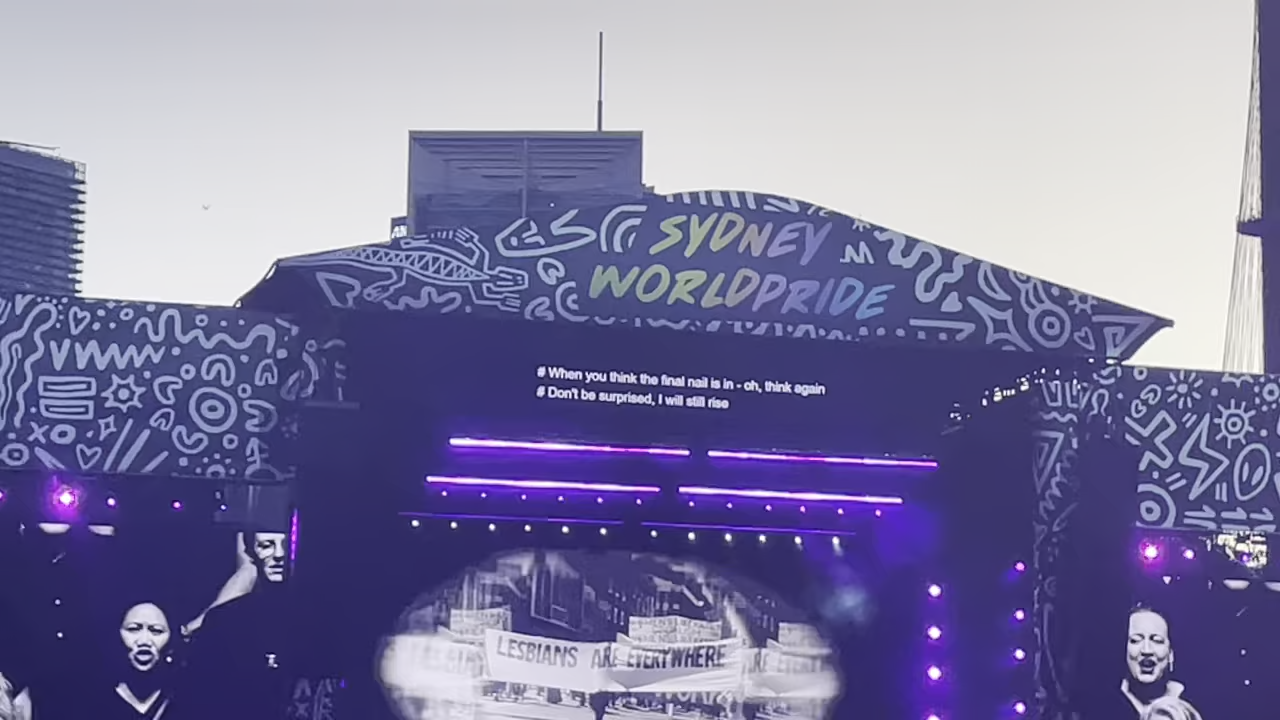 SYDNEY
WORLDPRIDE
# When you think the final nail is in - oh, think again
# Don't be surprised, I will still rise
LESBIANS ARE EVERYWHERE